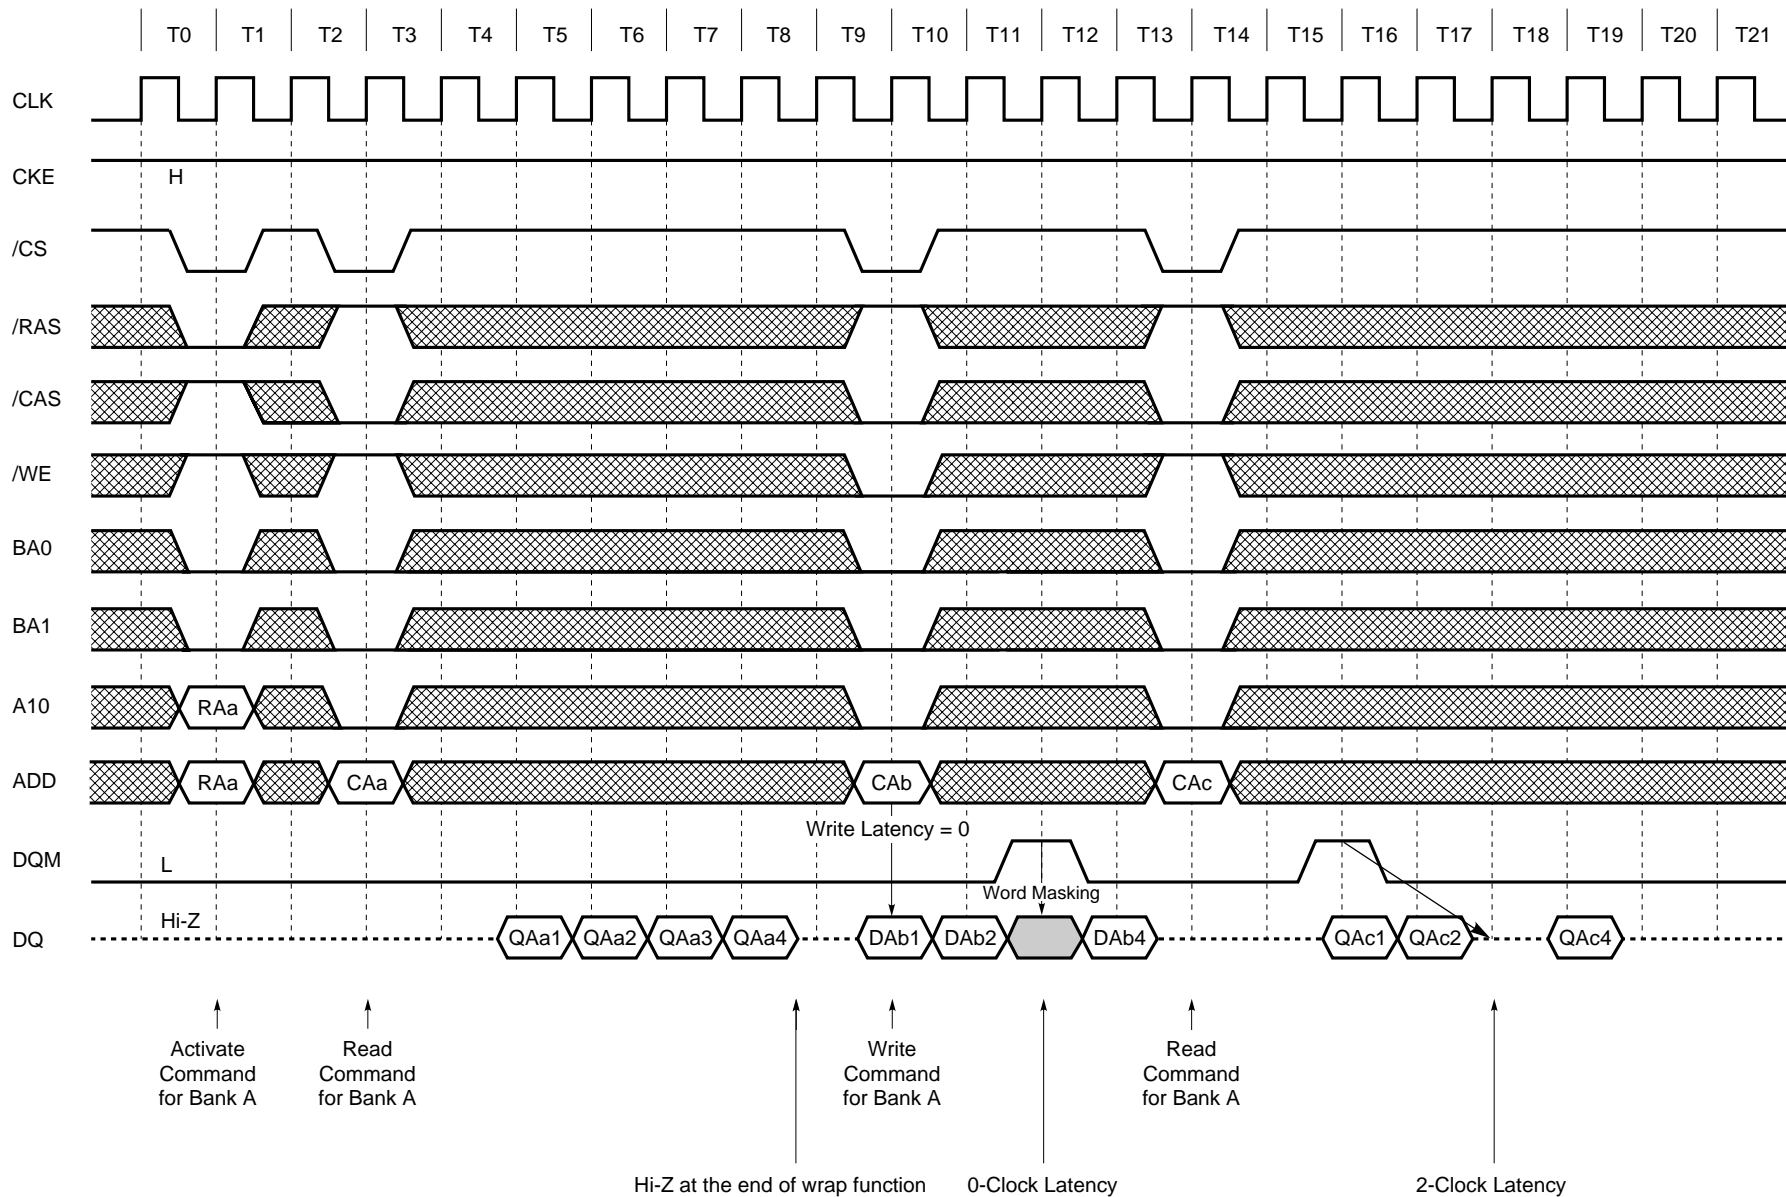 T0 T1 T2 T3 T4 T5 T6 T7 T8 T9 T10 T11 T12 T13 T14 T15 T16 T17 T18 T19 T20 T21
CLK
CKE H
/CS
/RAS
/CAS
/WE
BA0
BA1
A10 RAa
ADD RAa CAa CAb CAc
Write Latency = 0
DQM L
Word Masking
Hi-Z
DQ QAa1 QAa2 QAa3 QAa4 DAb1 DAb2 DAb4 QAc1 QAc2 QAc4
Activate
Command
for Bank A
Read
Command
for Bank A
Write
Command
for Bank A
Read
Command
for Bank A
Hi-Z at the end of wrap function
0-Clock Latency
2-Clock Latency